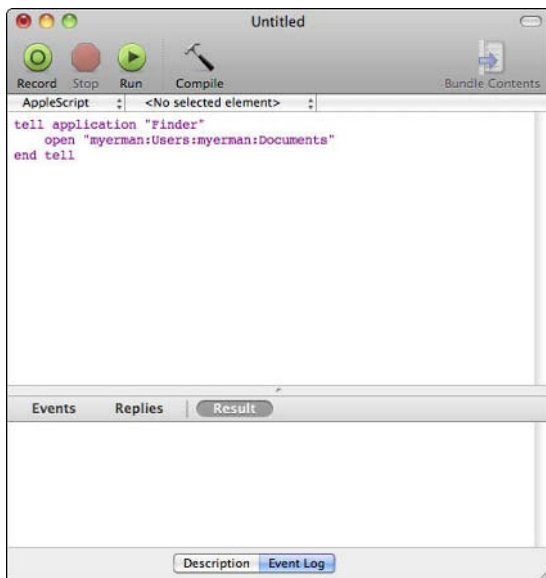 Untitled
Record Stop Run Compile Bundle Contents
AppleScript <No selected element>
tell application "Finder"
    open "myerman:Users:myerman:Documents"
end tell
Events Replies Result
Description Event Log